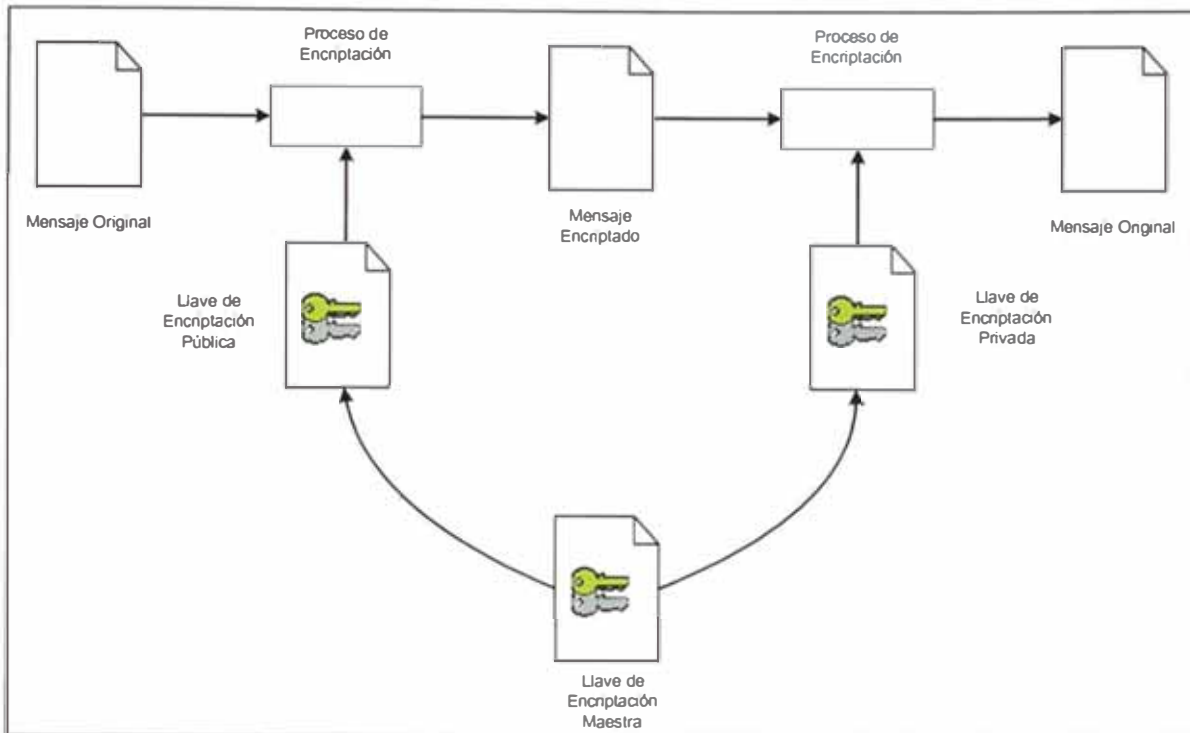 Proceso de
Encriptación
Proceso de
Encriptación
Mensaje Original
Mensaje
Encriptado
Mensaje Original
Llave de
Encriptación
Pública
Llave de
Encriptación
Privada
Llave de
Encriptación
Maestra